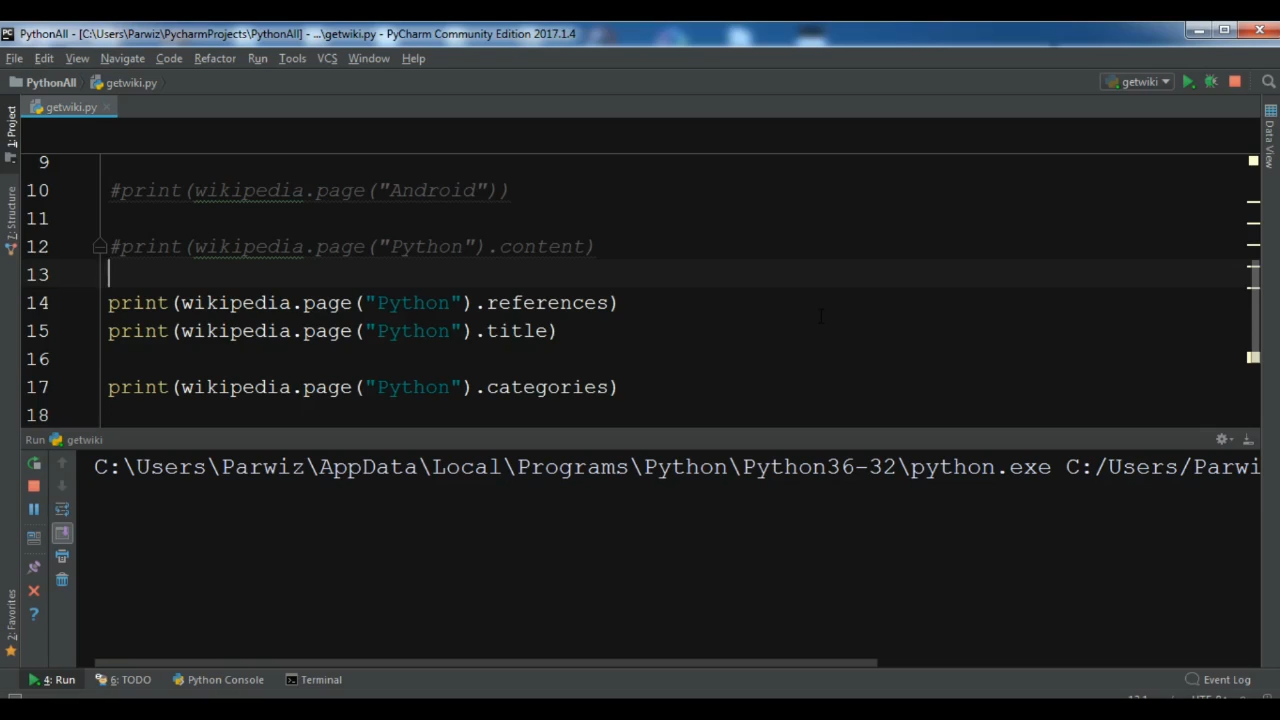 PC PythonAll - [C:\Users\Parwiz\PycharmProjects\PythonAll] - ...\getwiki.py - PyCharm Community Edition 2017.1.4
File Edit View Navigate Code Refactor Run Tools VCS Window Help
PythonAll getwiki.py getwiki
getwiki.py
1: Project
7: Structure
2: Favorites
Data View
9
10 #print(wikipedia.page("Android"))
11
12 #print(wikipedia.page("Python").content)
13
14 print(wikipedia.page("Python").references)
15 print(wikipedia.page("Python").title)
16
17 print(wikipedia.page("Python").categories)
18
Run getwiki
C:\Users\Parwiz\AppData\Local\Programs\Python\Python36-32\python.exe C:/Users/Parwi
4: Run 6: TODO Python Console Terminal Event Log